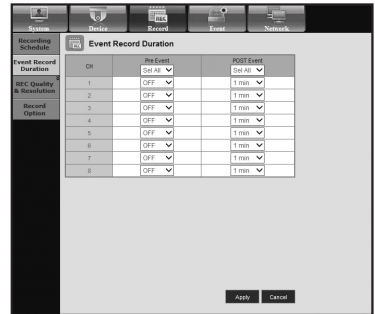 System Device Record Event Network
REC
Recording
Schedule
Event Record
Duration
REC Quality
& Resolution
Record
Option
Event Record Duration
CH Pre Event POST Event
Sel All Sel All
1 OFF 1 min
2 OFF 1 min
3 OFF 1 min
4 OFF 1 min
5 OFF 1 min
6 OFF 1 min
7 OFF 1 min
8 OFF 1 min
Apply Cancel